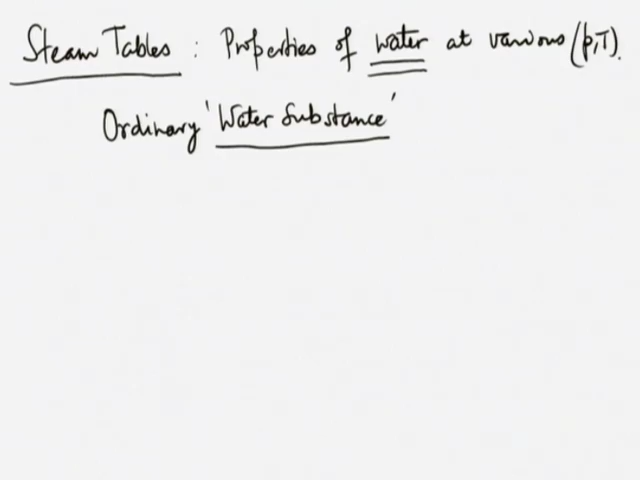 Steam Tables : Properties of water at various (p,T).
Ordinary 'Water Substance'